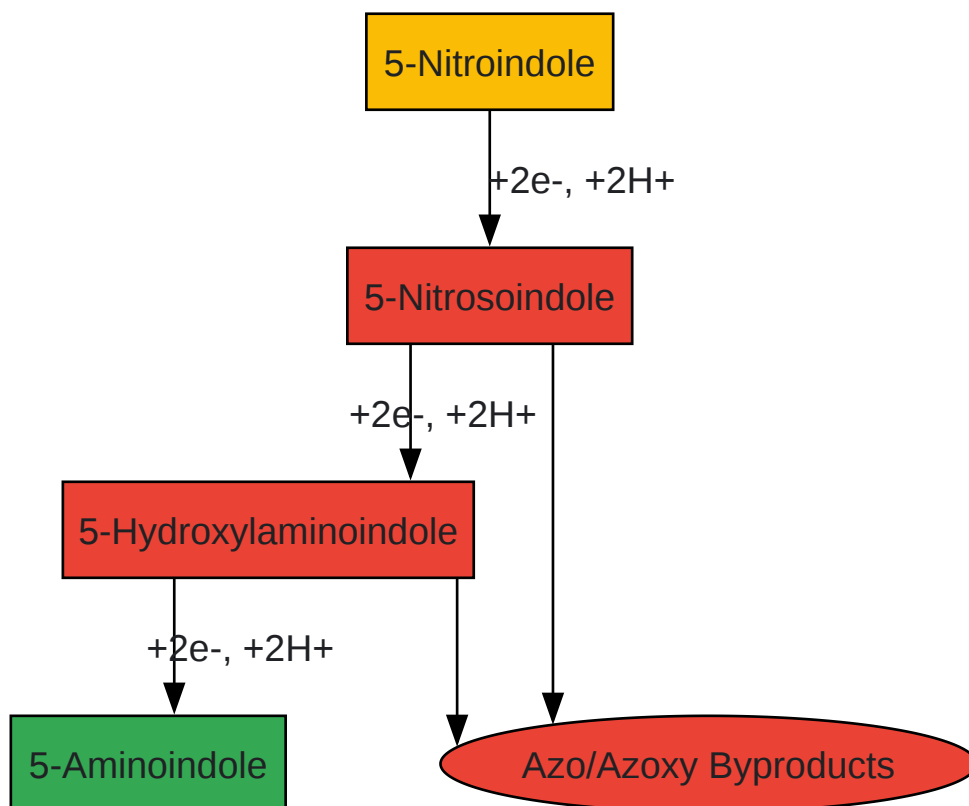 5-Nitroindole
+2e-, +2H+
5-Nitrosoindole
+2e-, +2H+
5-Hydroxylaminoindole
+2e-, +2H+
5-Aminoindole
Azo/Azoxy Byproducts